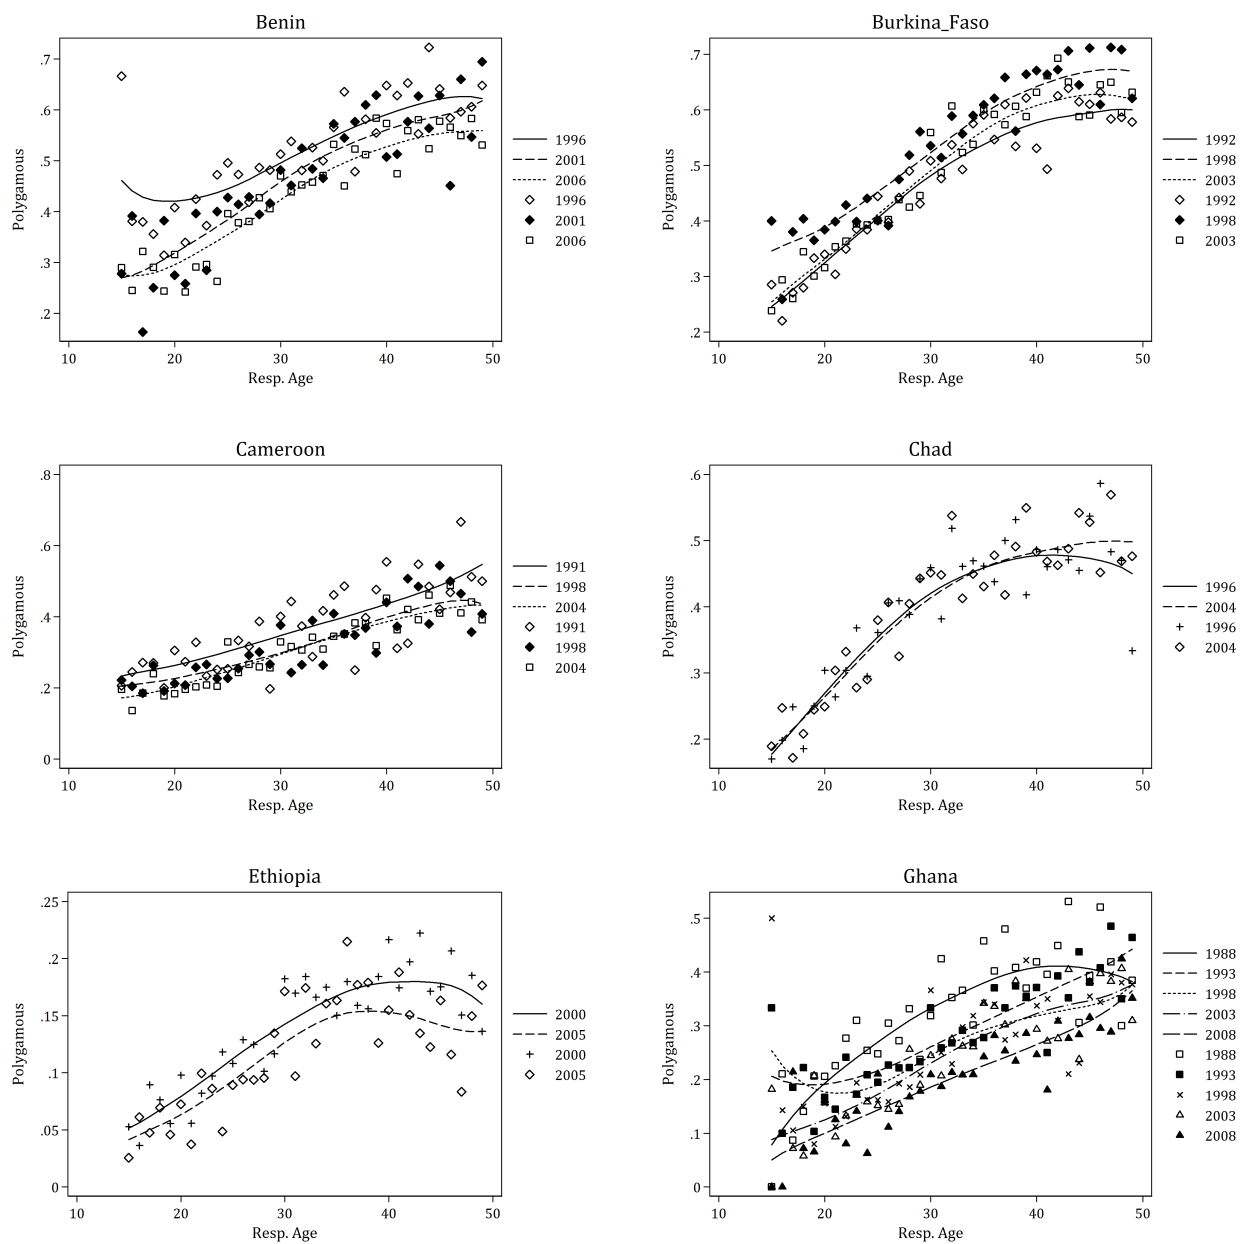 Benin
Polygamous
.7
.6
.5
.4
.3
.2
10 20 30 40 50
Resp. Age
1996
2001
2006
1996
2001
2006
Burkina_Faso
Polygamous
.7
.6
.5
.4
.3
.2
10 20 30 40 50
Resp. Age
1992
1998
2003
1992
1998
2003
Cameroon
Polygamous
.8
.6
.4
.2
0
10 20 30 40 50
Resp. Age
1991
1998
2004
1991
1998
2004
Chad
Polygamous
.6
.5
.4
.3
.2
10 20 30 40 50
Resp. Age
1996
2004
1996
2004
Ethiopia
Polygamous
.25
.2
.15
.1
.05
0
10 20 30 40 50
Resp. Age
2000
2005
2000
2005
Ghana
Polygamous
.5
.4
.3
.2
.1
0
10 20 30 40 50
Resp. Age
1988
1993
1998
2003
2008
1988
1993
1998
2003
2008